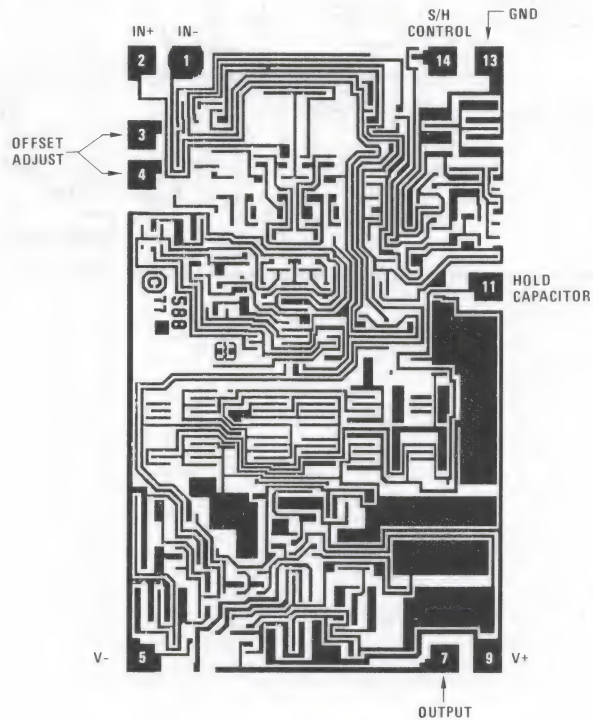 S/H
CONTROL
GND
IN+
IN-
2
1
14
13
OFFSET
ADJUST
3
4
11
HOLD
CAPACITOR
© 77
588
V-
5
7
9
V+
OUTPUT